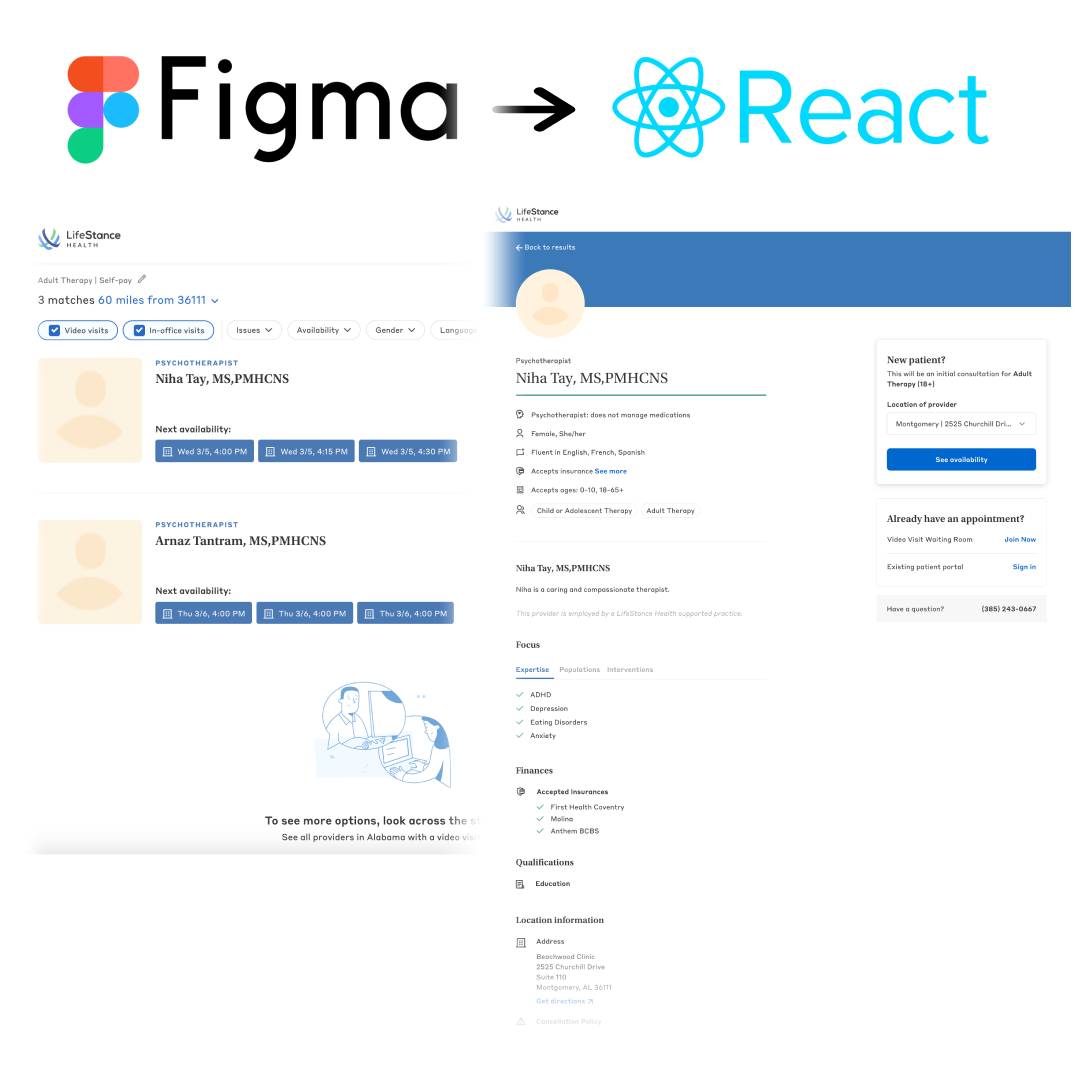 Figma
React
LifeStance
HEALTH
Adult Therapy | Self-pay
3 matches 60 miles from 36111
Video visits
In-office visits
Issues
Availability
Gender
PSYCHOTHERAPIST
Niha Tay, MS,PMHCNS
Next availability:
Wed 3/5, 4:00 PM
Wed 3/5, 4:15 PM
Wed 3/5, 4:30 PM
PSYCHOTHERAPIST
Arnaz Tantram, MS,PMHCNS
Next availability:
Thu 3/6, 4:00 PM
Thu 3/6, 4:00 PM
Thu 3/6, 4:00 PM
To see more options, look across the
See all providers in Alabama with a video
LifeStance
HEALTH
Back to results
Psychotherapist
Niha Tay, MS,PMHCNS
Psychotherapist: does not manage medications
Female, She/her
Fluent in English, French, Spanish
Accepts insurance See more
Accepts ages: 0-10, 18-65+
Child or Adolescent Therapy
Adult Therapy
Niha Tay, MS,PMHCNS
Niha is a caring and compassionate therapist.
This provider is employed by a LifeStance Health supported practice.
Focus
Expertise
Populations
Interventions
ADHD
Depression
Eating Disorders
Anxiety
Finances
Accepted Insurances
First Health Coventry
Molina
Anthem BCBS
Qualifications
Education
Location information
Address
Beachwood Clinic
2525 Churchill Drive
Suite 110
Montgomery, AL 36111
Get directions
Cancellation Policy
New patient?
This will be an initial consultation for Adult
Therapy (18+)
Location of provider
Montgomery | 2525 Churchill Dri...
See availability
Already have an appointment?
Video Visit Waiting Room
Join Now
Existing patient portal
Sign in
Have a question?
(385) 243-0667